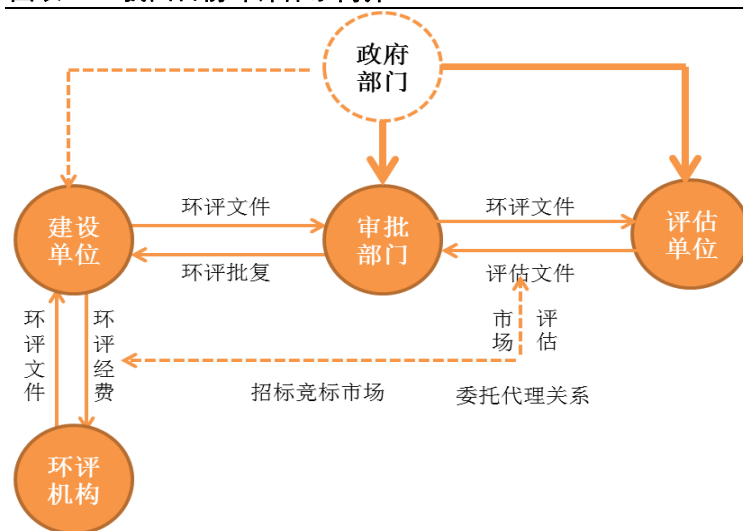 政府
部门
环评文件
环评文件
建设
单位
审批
部门
评估
单位
环评批复
评估文件
环评文件
环评经费
市场
评估
招标竞标市场
委托代理关系
环评
机构